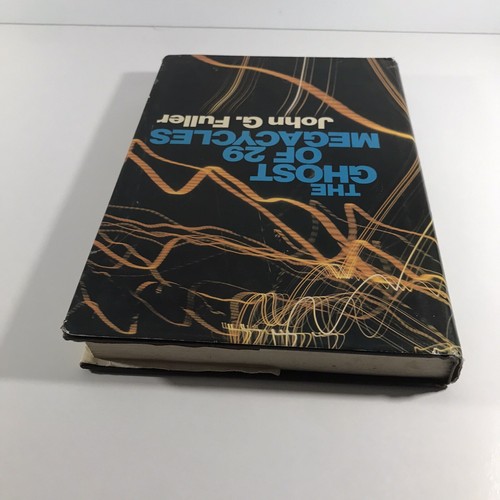 THE
GHOST
OF 29
MEGACYCLES
John G. Fuller